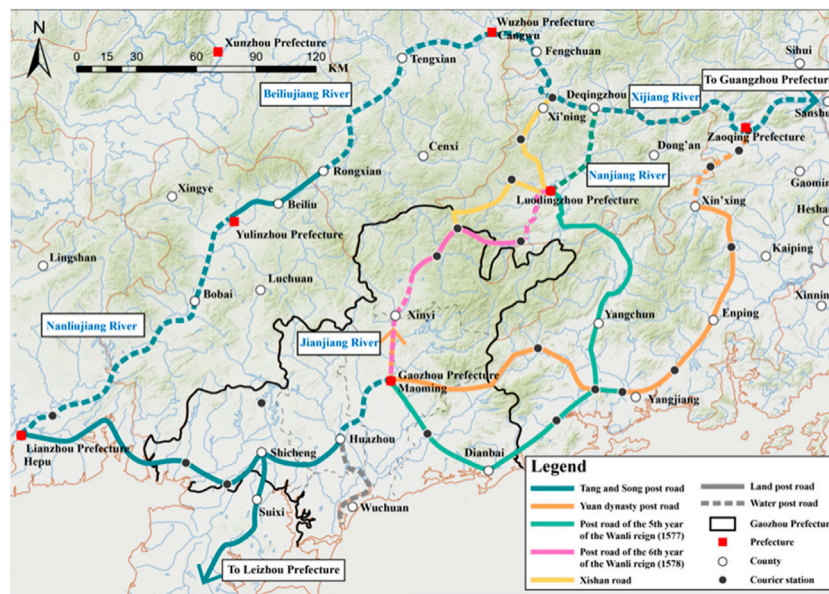 Wuzhou Prefecture
Cangwu
Xunzhou Prefecture
N
0 15 30 60 90 120
KM
Tengxian
Fengchuan
Sihui
To Guangzhou Prefecture
Beiliujiang River
Deqingzhou
Xijiang River
Sanshu
Xi'ning
Zaoqing Prefecture
Cenxi
Dong'an
Rongxian
Nanjiang River
Gaomin
Xingye
Beiliu
Luodingzhou Prefecture
Xin'xing
Hesha
Yulinzhou Prefecture
Kaiping
Lingshan
Luchuan
Bobai
Xinnin
Nanliujiang River
Xinyi
Yangchun
Enping
Jianjiang River
Gaozhou Prefecture
Maoming
Yangjiang
Lianzhou Prefecture
Hepu
Huazhou
Shicheng
Dianbai
Suixi
Wuchuan
To Leizhou Prefecture
Legend
Tang and Song post road
Yuan dynasty post road
Post road of the 5th year
of the Wanli reign (1577)
Post road of the 6th year
of the Wanli reign (1578)
Xishan road
Land post road
Water post road
Gaozhou Prefectur
Prefecture
County
Courier station